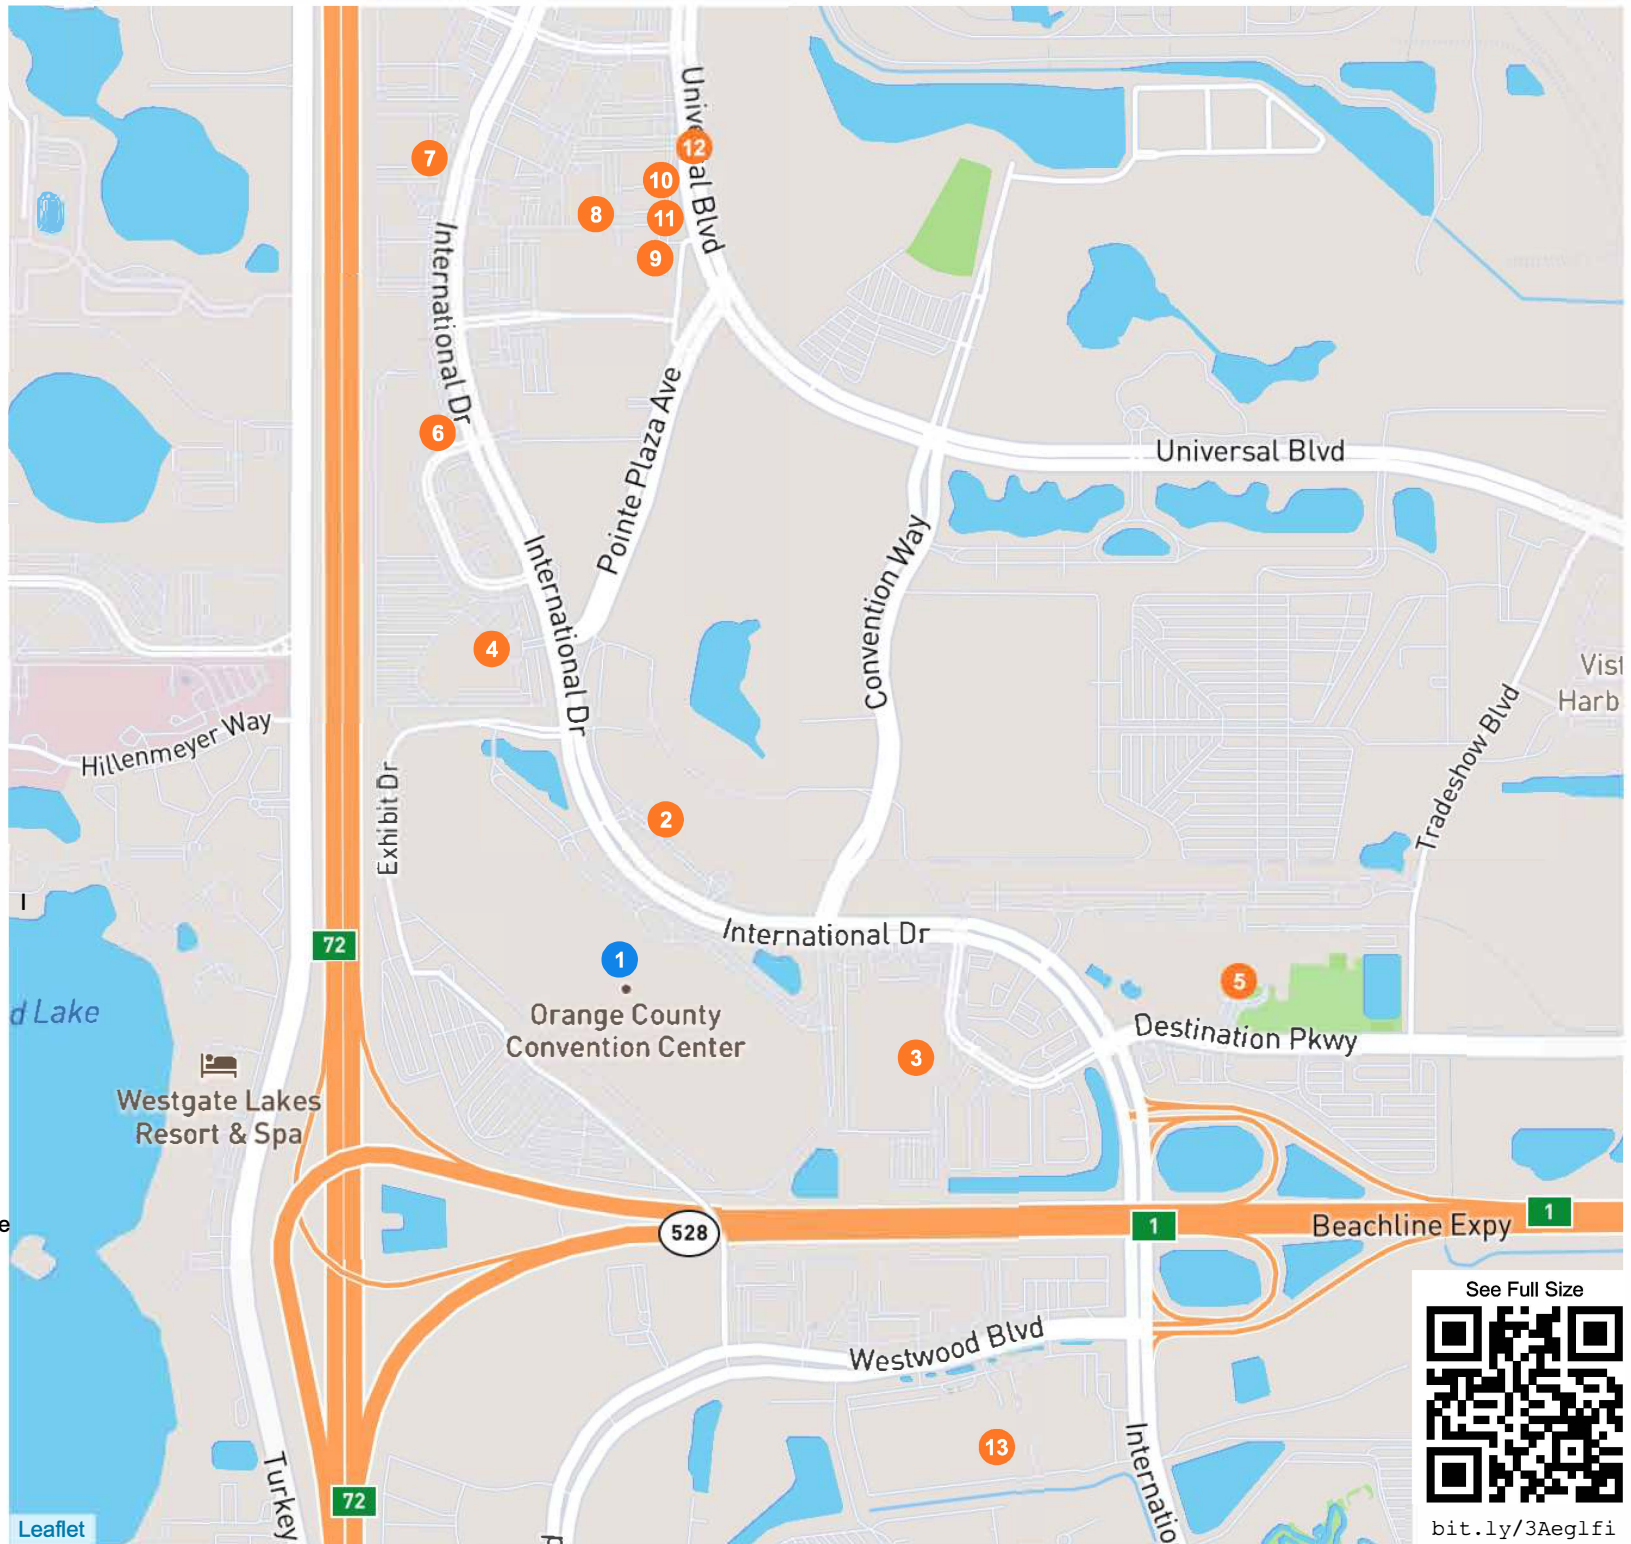 Universal Blvd
12
7
10
8
11
9
International Dr
6
Pointe Plaza Ave
Universal Blvd
International Dr
Convention Way
4
Vist
Harb
Hillenmeyer Way
Tradeshow Blvd
Exhibit Dr
2
I
72
International Dr
1
5
d Lake
Orange County
Convention Center
Destination Pkwy
3
Westgate Lakes
Resort & Spa
e
528
1
Beachline Expy
1
See Full Size
Westwood Blvd
13
Internatio
Turkey
72
Leaflet
bit.ly/3Aeglfi